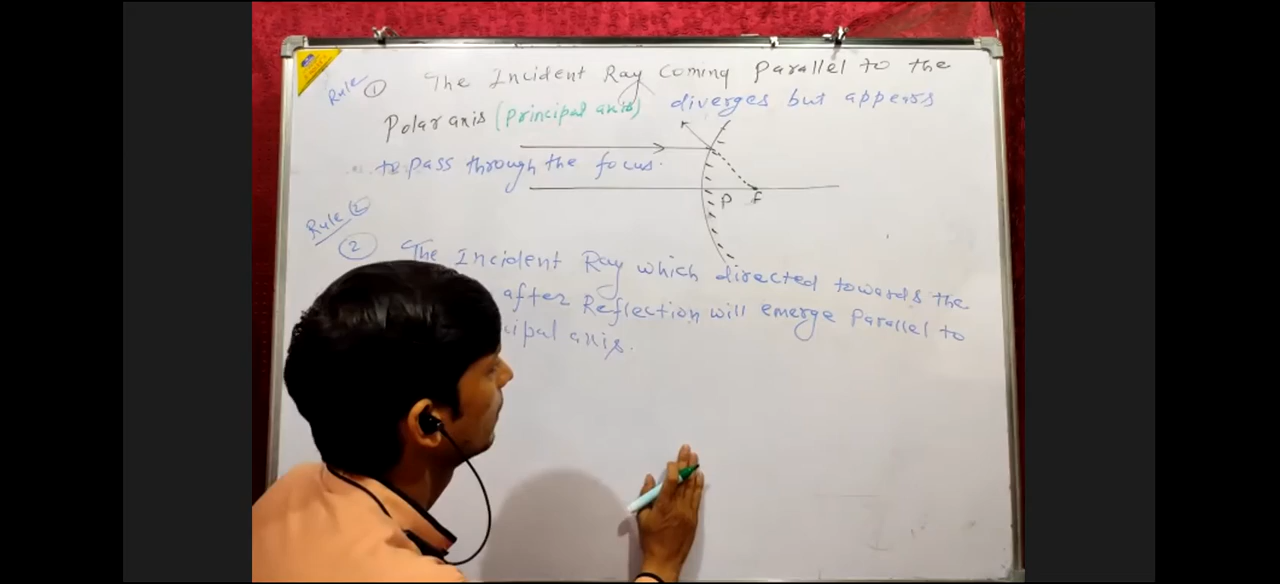 Rule ① The Incident Ray Coming Parallel to the
Polar axis (Principal axis) diverges but appears
to pass through the focus.
P F
Rule ②
② The Incident Ray which directed towards the
after Reflection will emerge Parallel to
cipal axis.